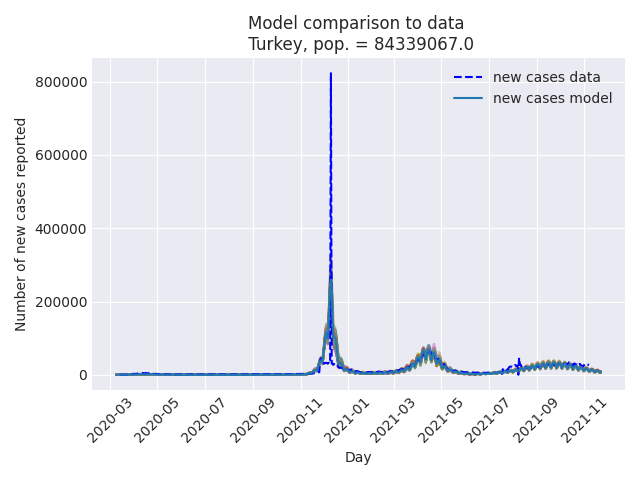 Model comparison to data
Turkey, pop. = 84339067.0
new cases data
new cases model
Number of new cases reported
800000
600000
400000
200000
0
2020-03
2020-05
2020-07
2020-09
2020-11
2021-01
2021-03
2021-05
2021-07
2021-09
2021-11
Day